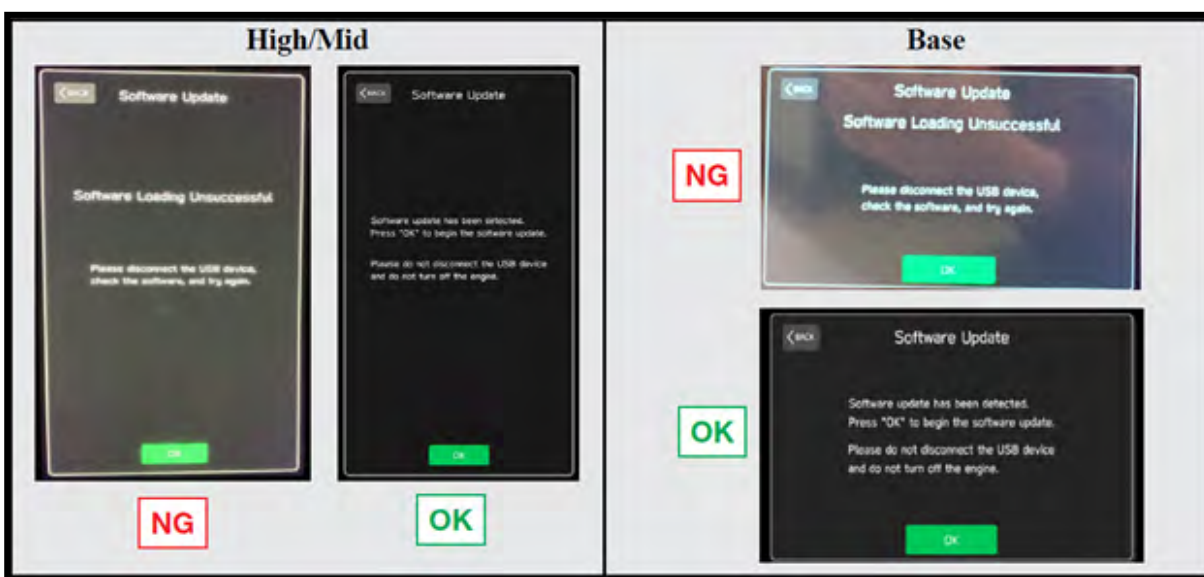 High/Mid
Base
< BACK
Software Update
Software Loading Unsuccessful
Please disconnect the USB device,
check the software, and try again.
OK
NG
< BACK
Software Update
Software update has been detected.
Press "OK" to begin the software update.
Please do not disconnect the USB device
and do not turn off the engine.
OK
OK
NG
< BACK
Software Update
Software Loading Unsuccessful
Please disconnect the USB device,
check the software, and try again.
OK
OK
< BACK
Software Update
Software update has been detected.
Press "OK" to begin the software update.
Please do not disconnect the USB device
and do not turn off the engine.
OK